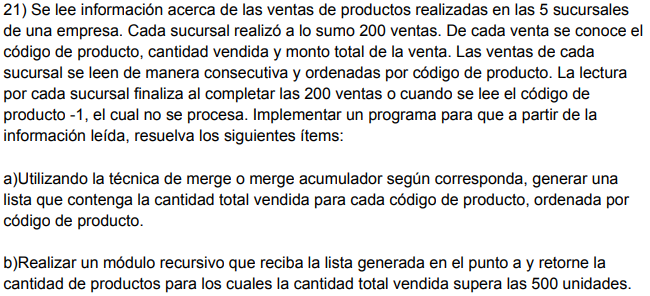 21) Se lee información acerca de las ventas de productos realizadas en las 5 sucursales
de una empresa. Cada sucursal realizó a lo sumo 200 ventas. De cada venta se conoce el
código de producto, cantidad vendida y monto total de la venta. Las ventas de cada
sucursal se leen de manera consecutiva y ordenadas por código de producto. La lectura
por cada sucursal finaliza al completar las 200 ventas o cuando se lee el código de
producto -1, el cual no se procesa. Implementar un programa para que a partir de la
información leída, resuelva los siguientes ítems:
a)Utilizando la técnica de merge o merge acumulador según corresponda, generar una
lista que contenga la cantidad total vendida para cada código de producto, ordenada por
código de producto.
b)Realizar un módulo recursivo que reciba la lista generada en el punto a y retorne la
cantidad de productos para los cuales la cantidad total vendida supera las 500 unidades.